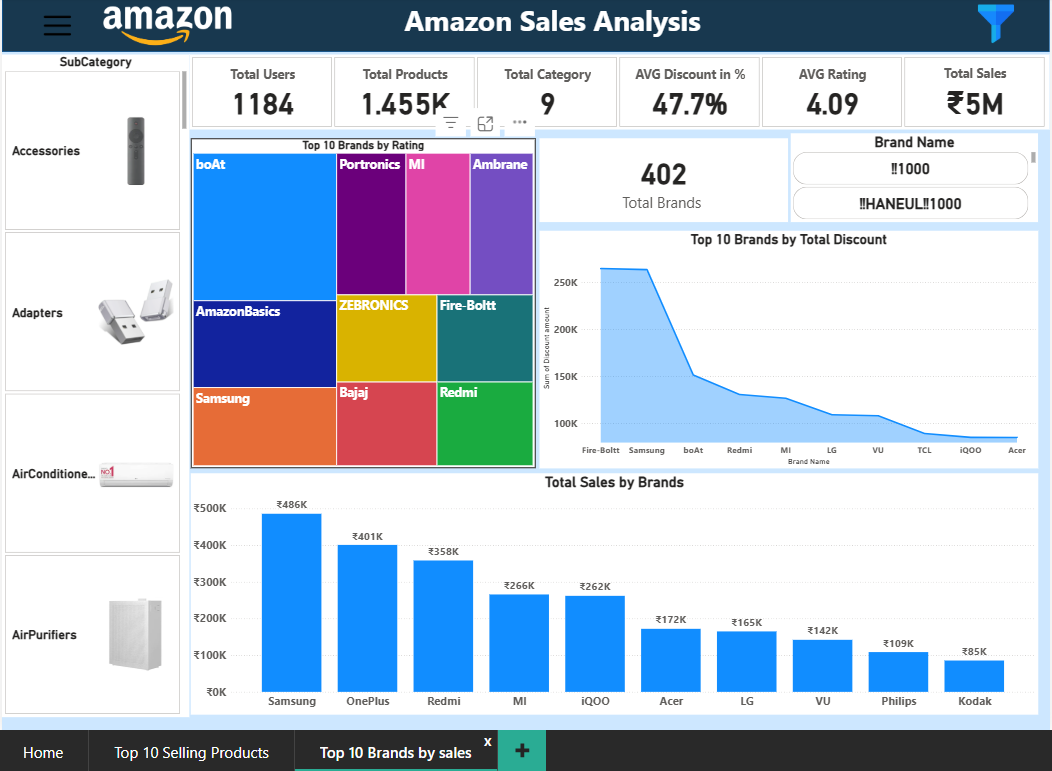 amazon
Amazon Sales Analysis
SubCategory
Accessories
Adapters
AirConditione...
NO.1
AirPurifiers
Total Users
1184
Total Products
1.455K
Total Category
9
AVG Discount in %
47.7%
AVG Rating
4.09
Total Sales
₹5M
Top 10 Brands by Rating
boAt
Portronics
MI
Ambrane
AmazonBasics
ZEBRONICS
Fire-Boltt
Samsung
Bajaj
Redmi
402
Total Brands
Brand Name
‼1000
‼HANEUL‼1000
Top 10 Brands by Total Discount
Sum of Discount amount
250K
200K
150K
100K
Fire-Boltt Samsung boAt Redmi MI LG VU TCL iQOO Acer
Brand Name
Total Sales by Brands
₹500K
₹400K
₹300K
₹200K
₹100K
₹0K
₹486K
₹401K
₹358K
₹266K
₹262K
₹172K
₹165K
₹142K
₹109K
₹85K
Samsung OnePlus Redmi MI iQOO Acer LG VU Philips Kodak
Home
Top 10 Selling Products
Top 10 Brands by sales
x
+